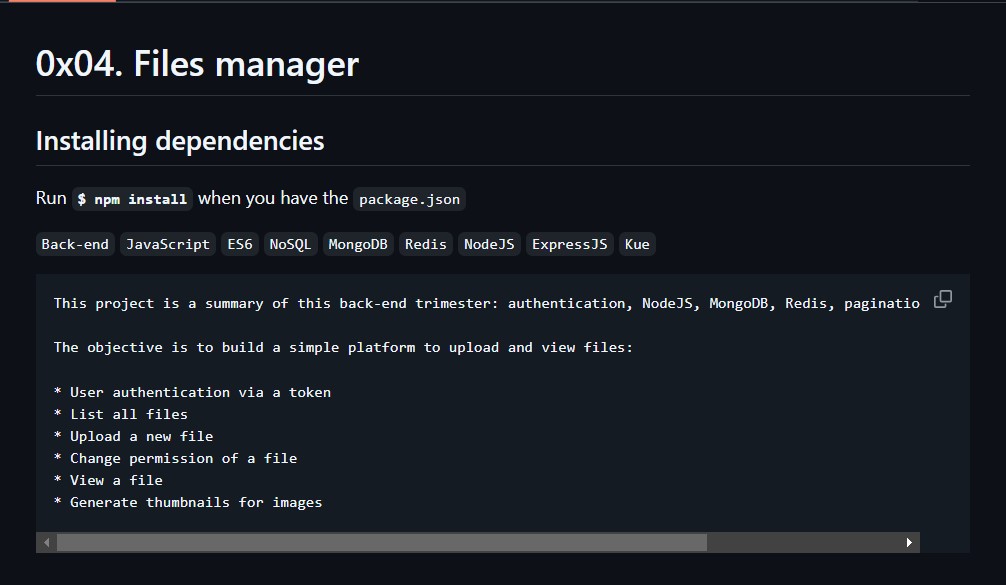 0x04. Files manager
Installing dependencies
Run $ npm install when you have the package.json
Back-end JavaScript ES6 NoSQL MongoDB Redis NodeJS ExpressJS Kue
This project is a summary of this back-end trimester: authentication, NodeJS, MongoDB, Redis, paginatio
The objective is to build a simple platform to upload and view files:
* User authentication via a token
* List all files
* Upload a new file
* Change permission of a file
* View a file
* Generate thumbnails for images